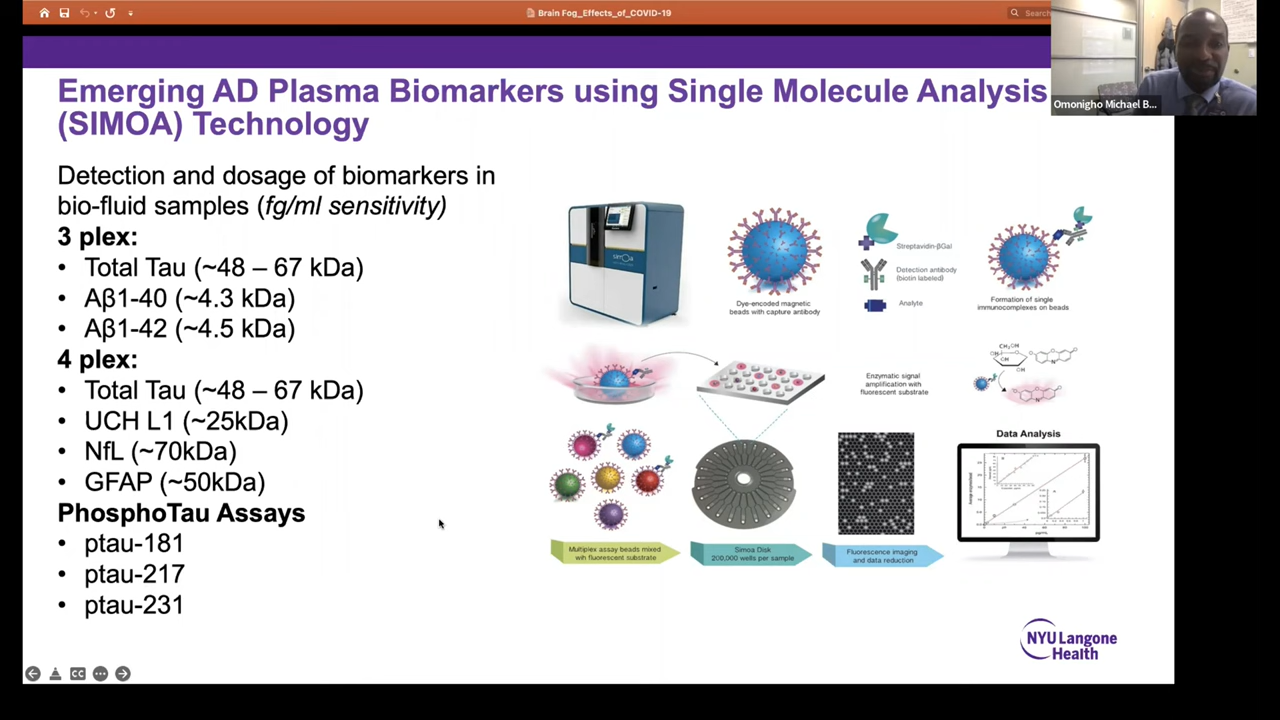 Brain Fog_Effects_of_COVID-19
Search
Omonigho Michael B...
Emerging AD Plasma Biomarkers using Single Molecule Analysis
(SIMOA) Technology
Detection and dosage of biomarkers in
bio-fluid samples (fg/ml sensitivity)
3 plex:
• Total Tau (~48 – 67 kDa)
• Aβ1-40 (~4.3 kDa)
• Aβ1-42 (~4.5 kDa)
4 plex:
• Total Tau (~48 – 67 kDa)
• UCH L1 (~25kDa)
• NfL (~70kDa)
• GFAP (~50kDa)
PhosphoTau Assays
• ptau-181
• ptau-217
• ptau-231
simoa
Dye-encoded magnetic
beads with capture antibody
Streptavidin-βGal
Detection antibody
(biotin labeled)
Analyte
Formation of single
immunocomplexes on beads
Enzymatic signal
amplification with
fluorescent substrate
Data Analysis
Multiplex assay beads mixed
wih fluorescent substrate
Simoa Disk
200,000 wells per sample
Fluorescence imaging
and data reduction
NYU Langone
Health
CC